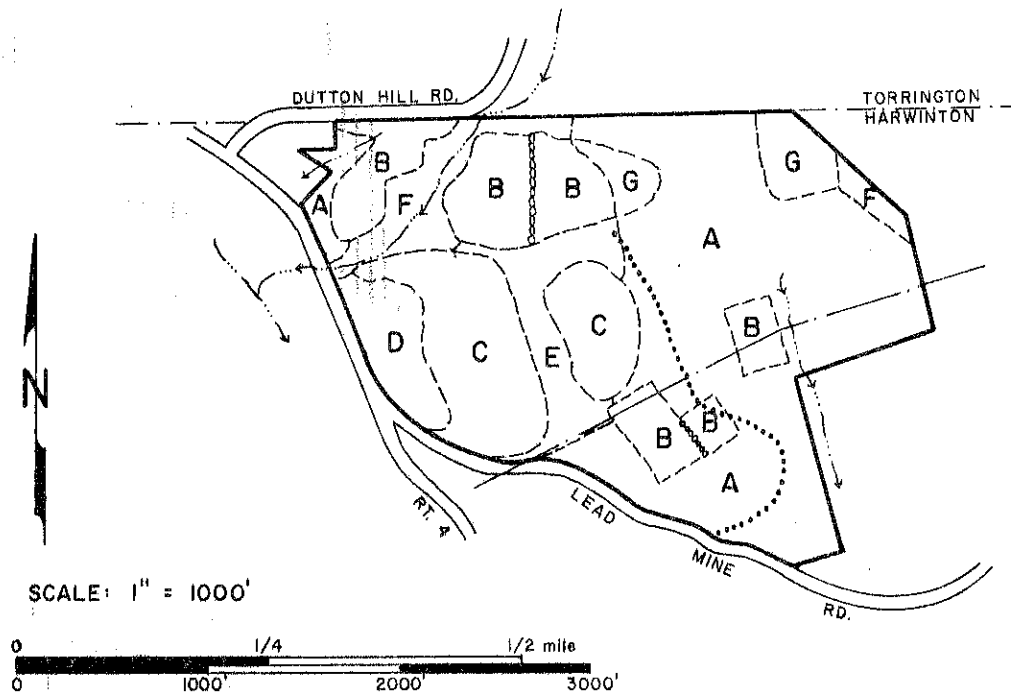 DUTTON HILL RD.
TORRINGTON
HARWINTON
B
G
A
F
B
B
G
F
A
B
D
C
E
C
B
B
A
N
RT. 4
LEAD
MINE
RD.
SCALE: 1" = 1000'
0 1/4 1/2 mile
0 1000' 2000' 3000'